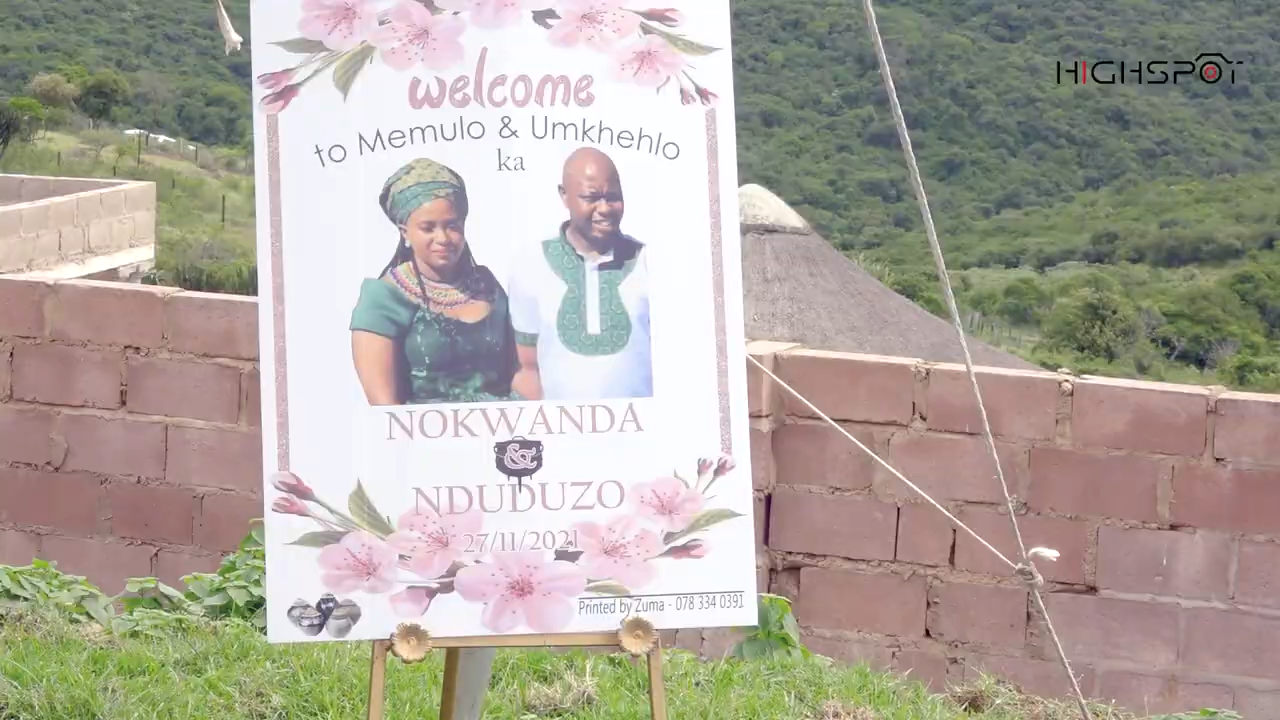 HIGHSPOT
welcome
to Memulo & Umkhehlo
ka
NOKWANDA
&
NDUDUZO
27/11/2021
Printed by Zuma - 078 334 0391